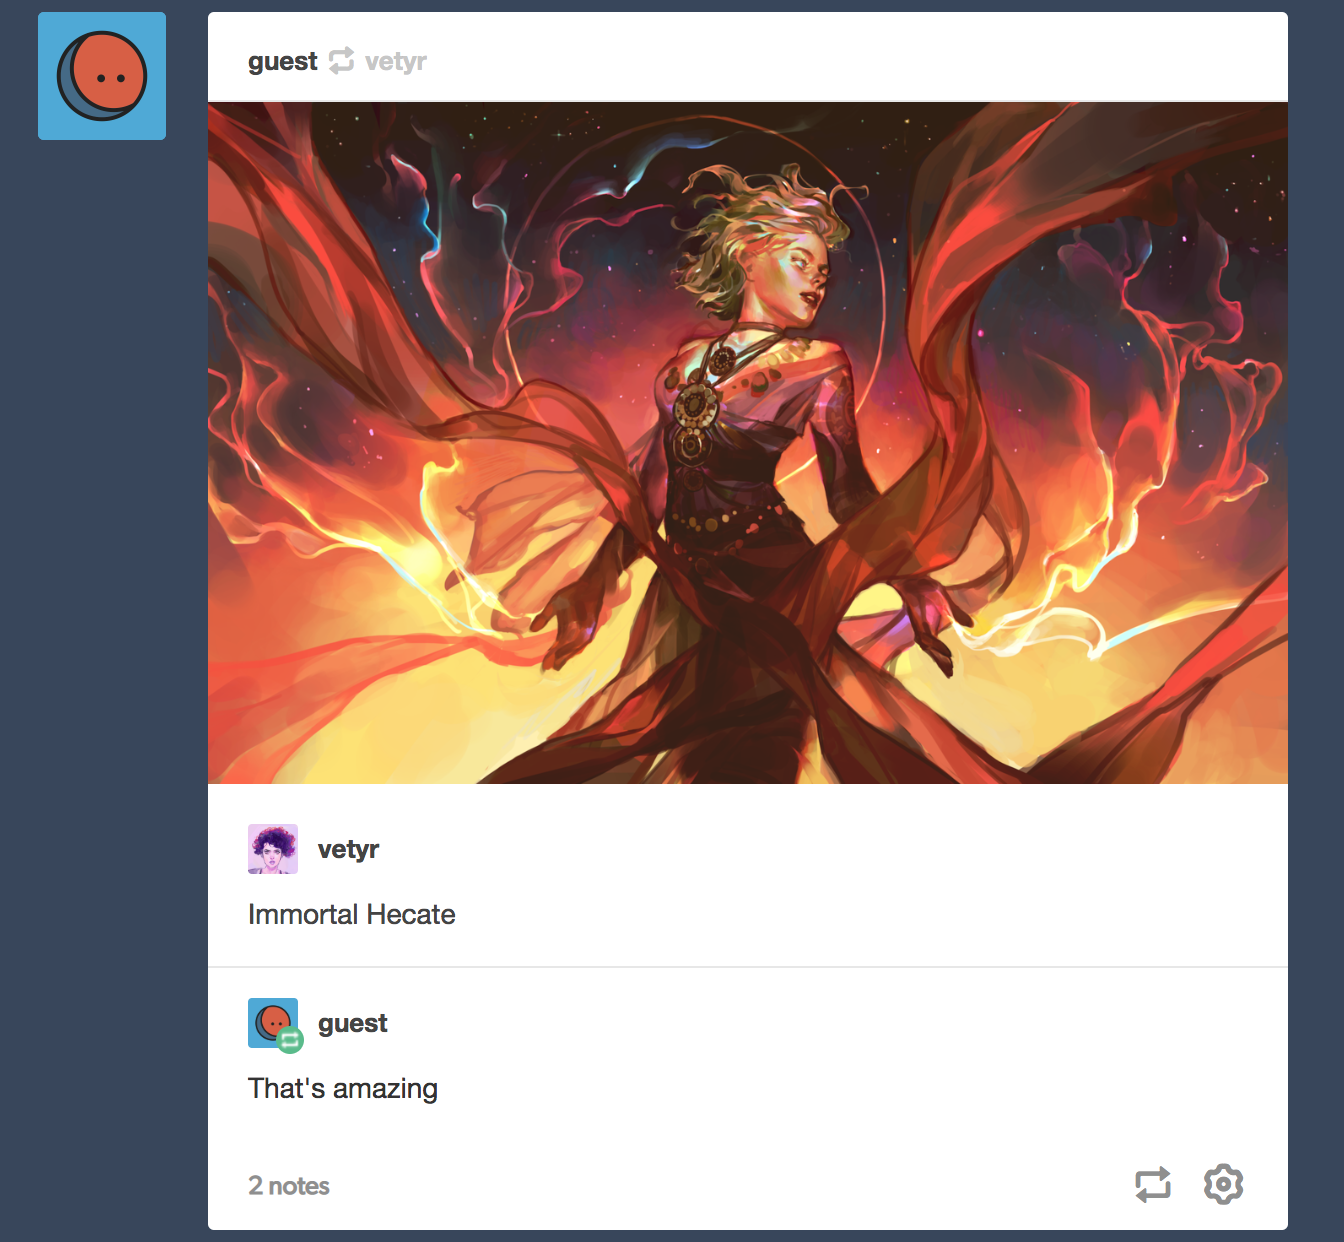 guest vetyr
vetyr
Immortal Hecate
guest
That's amazing
2 notes